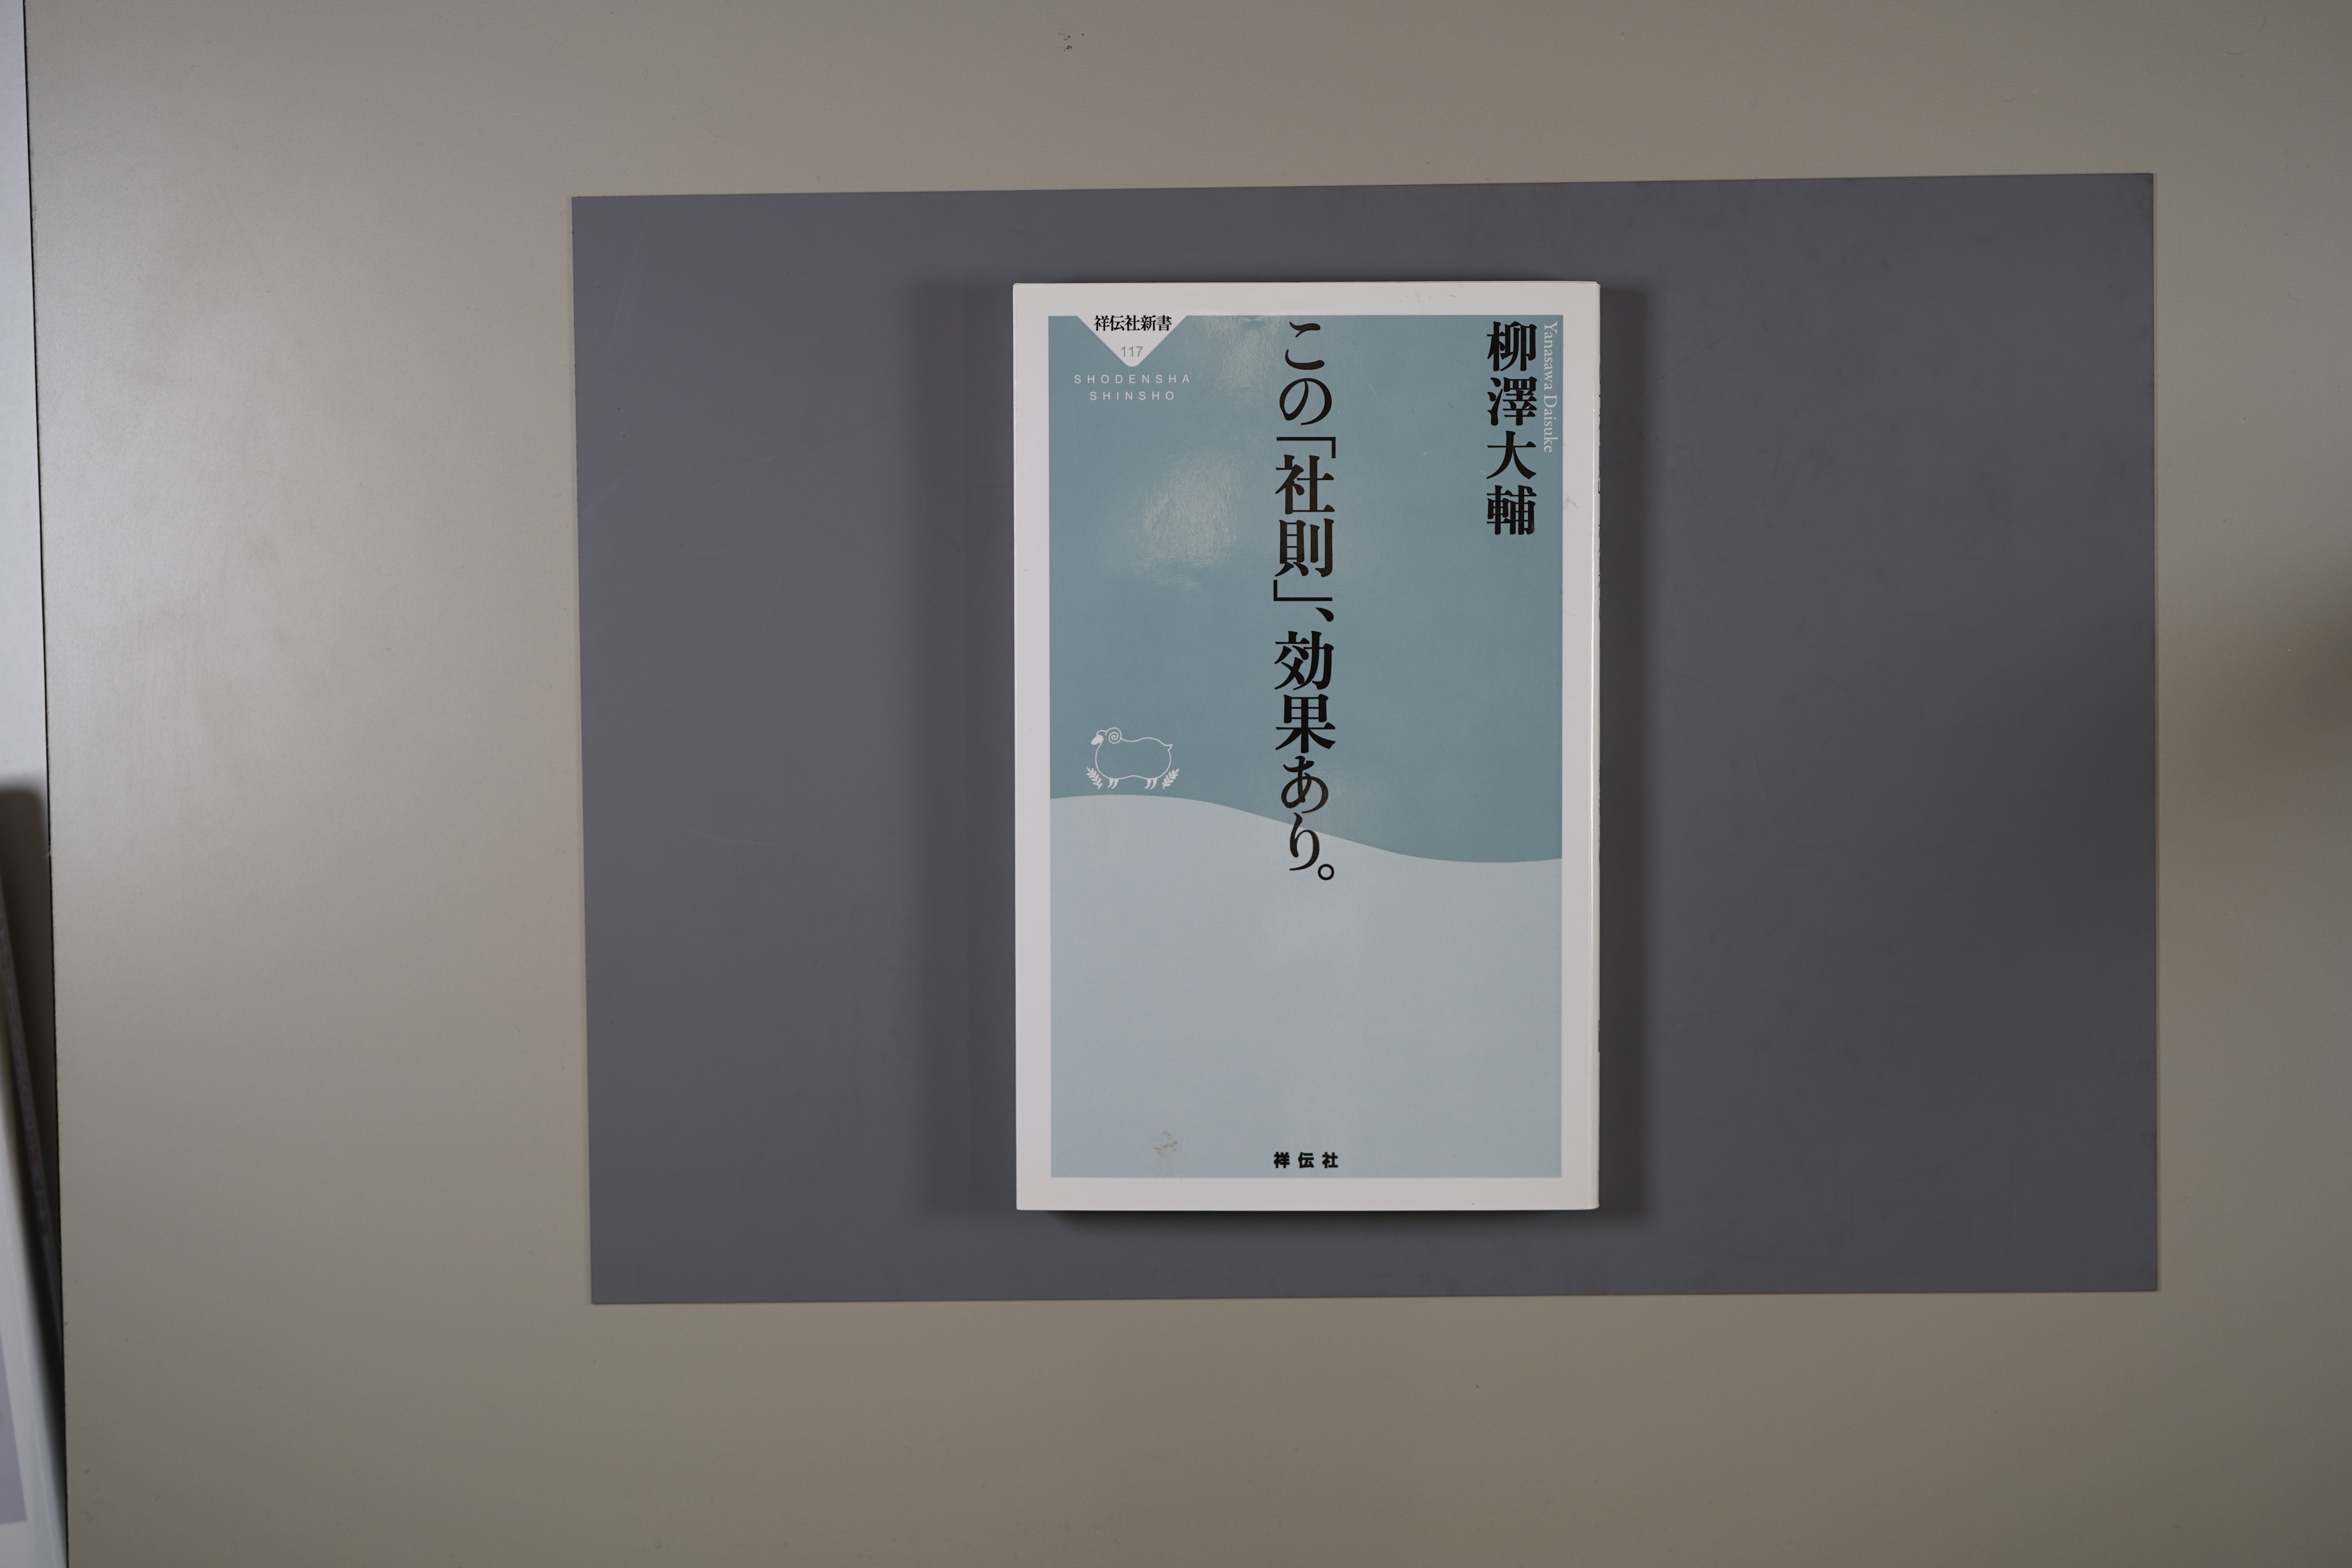 柳澤大輔
Yanasawa Daisuke
この「社則」、効果あり。
祥伝社新書
117
SHODENSHA
SHINSHO
祥伝社